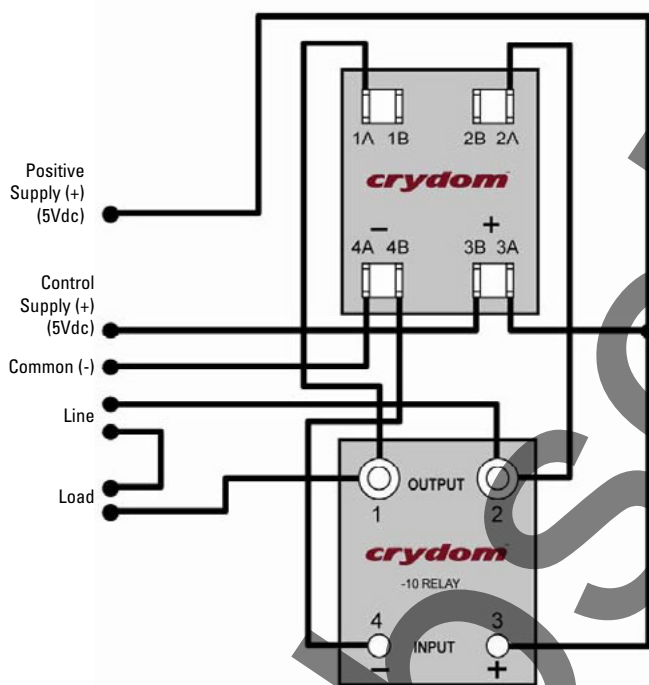 1A 1B 2B 2A
crydom
Positive
Supply (+)
(5Vdc)
- +
4A 4B 3B 3A
Control
Supply (+)
(5Vdc)
Common (-)
Line
Load
OUTPUT
1 2
crydom
-10 RELAY
4 3
INPUT
- +